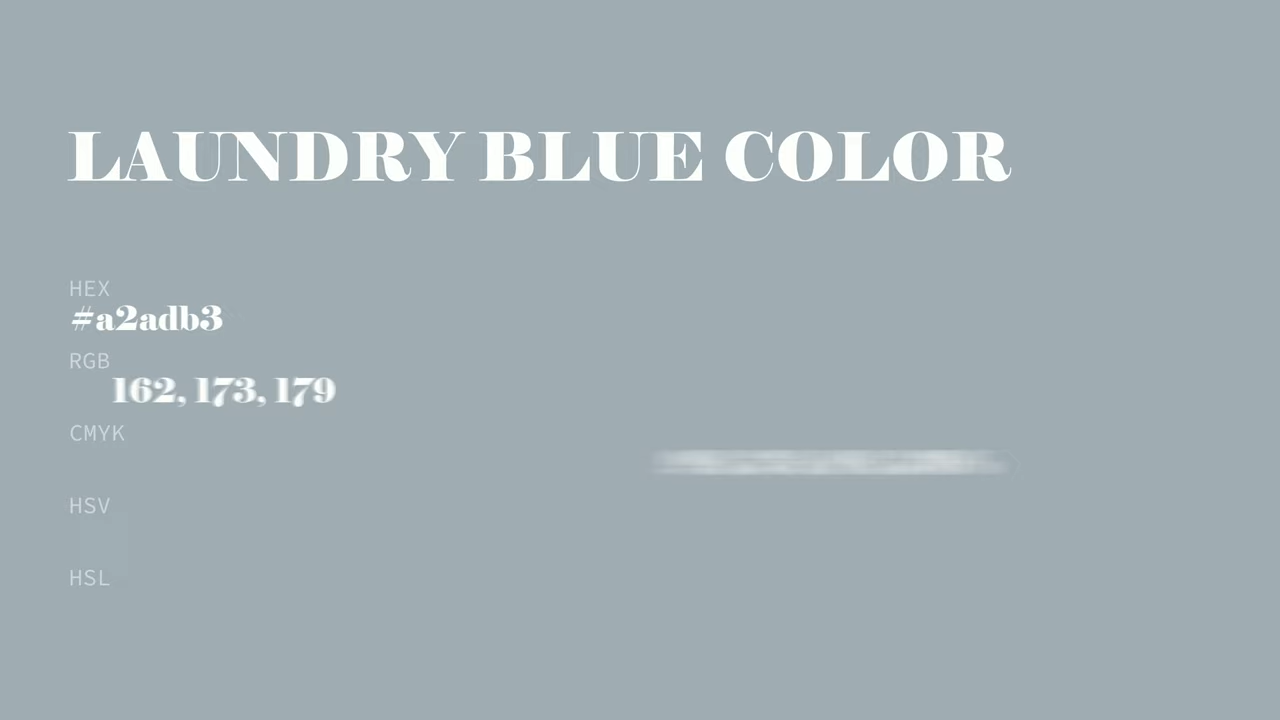 LAUNDRY BLUE COLOR
HEX
#a2adb3
RGB
162, 173, 179
CMYK
HSV
HSL